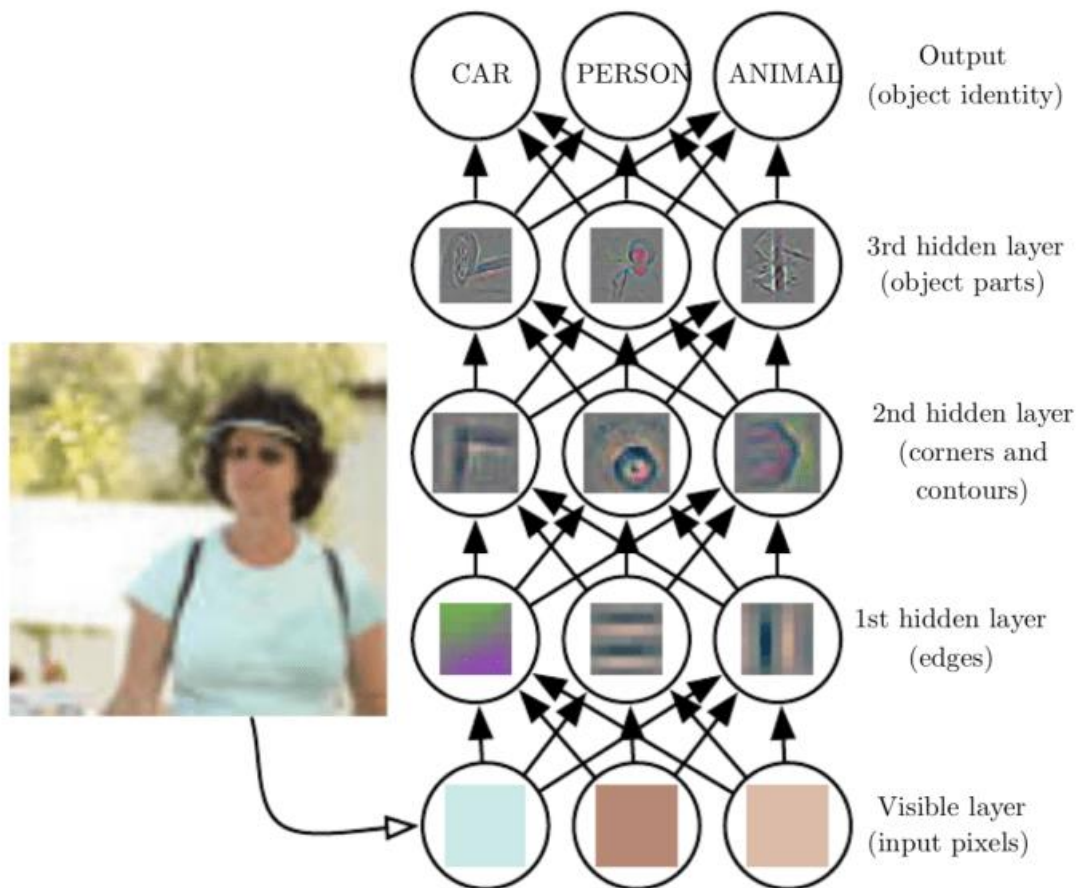 CAR
PERSON
ANIMAL
Output
(object identity)
3rd hidden layer
(object parts)
2nd hidden layer
(corners and
contours)
1st hidden layer
(edges)
Visible layer
(input pixels)